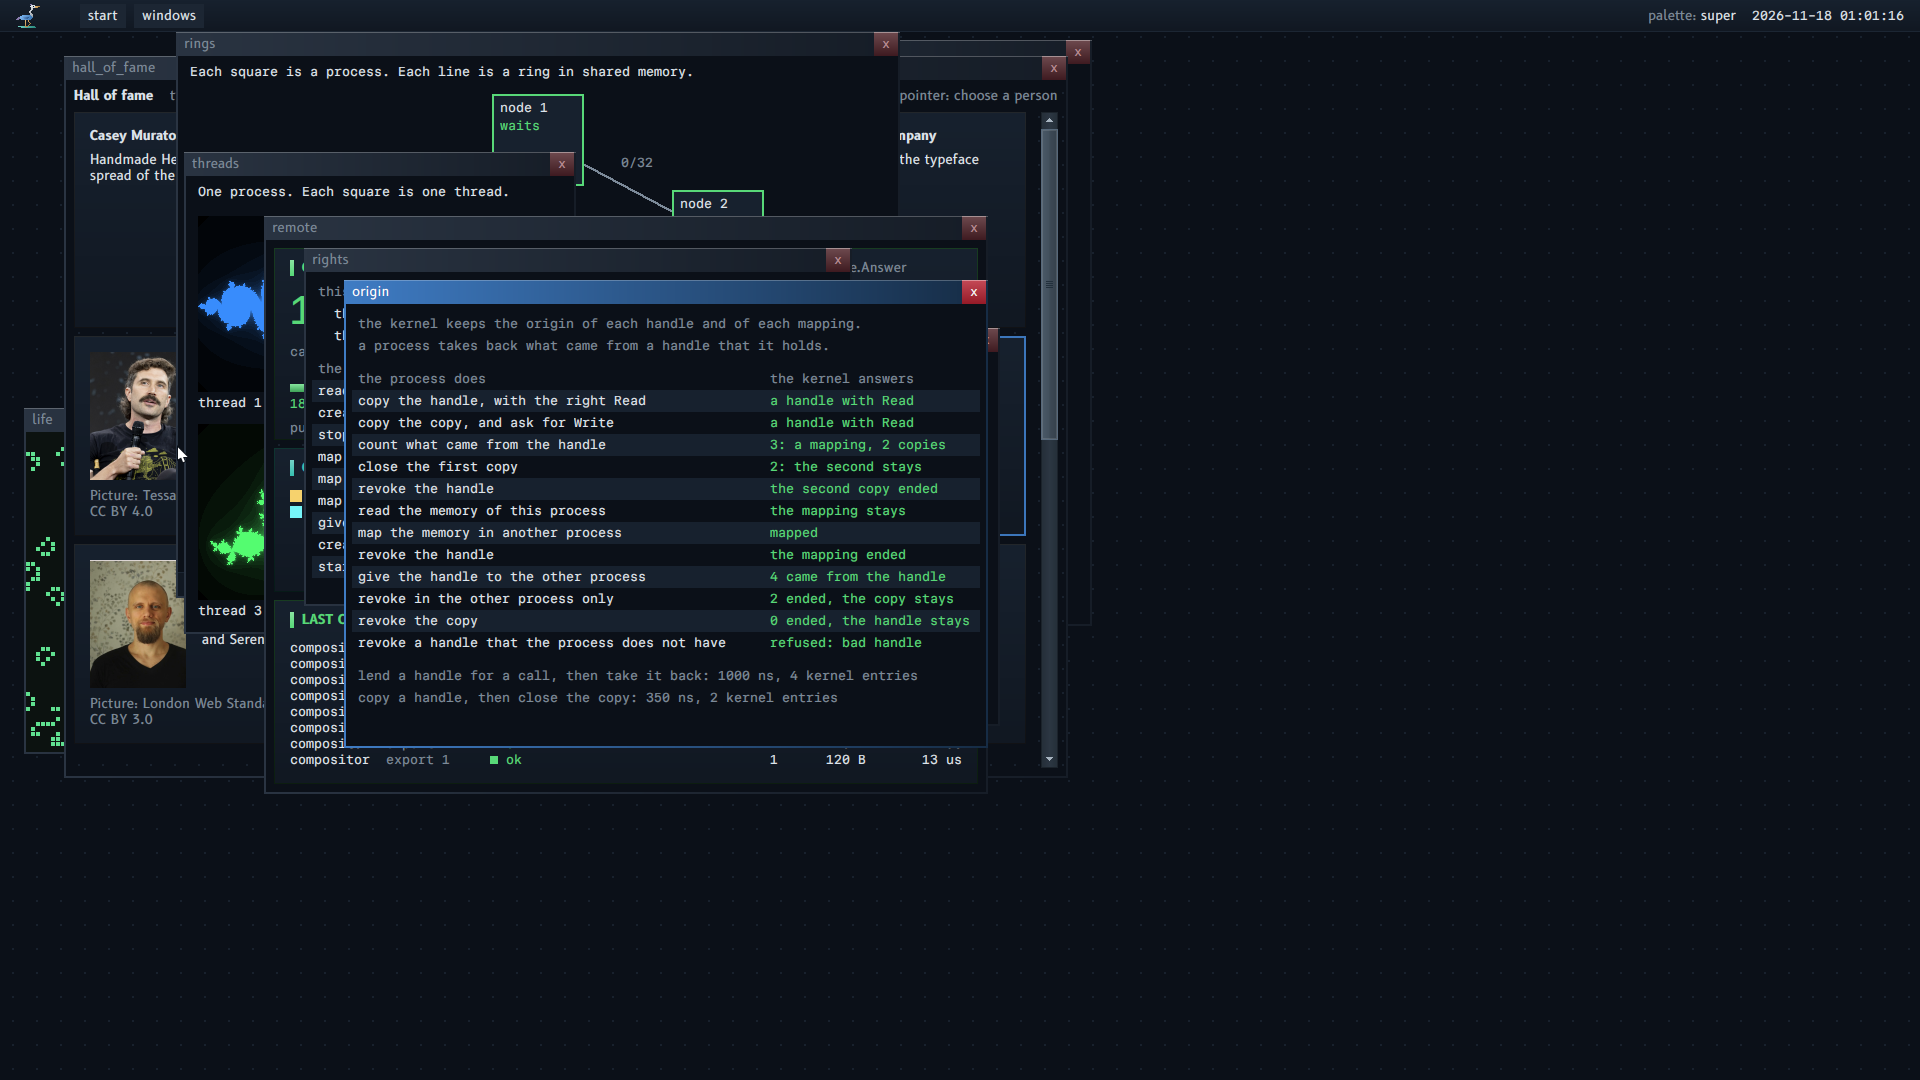 start
windows
palette: super
2026-11-18 01:01:16
rings
x
x
hall_of_fame
x
Each square is a process. Each line is a ring in shared memory.
Hall of fame
pointer: choose a person
node 1
waits
Casey Murato
Handmade He
spread of the
mpany
the typeface
threads
x
0/32
One process. Each square is one thread.
node 2
remote
x
rights
x
e.Answer
origin
x
the kernel keeps the origin of each handle and of each mapping.
a process takes back what came from a handle that it holds.
the process does
the kernel answers
copy the handle, with the right Read
a handle with Read
copy the copy, and ask for Write
a handle with Read
count what came from the handle
3: a mapping, 2 copies
close the first copy
2: the second stays
revoke the handle
the second copy ended
read the memory of this process
the mapping stays
map the memory in another process
mapped
revoke the handle
the mapping ended
give the handle to the other process
4 came from the handle
revoke in the other process only
2 ended, the copy stays
revoke the copy
0 ended, the handle stays
revoke a handle that the process does not have
refused: bad handle
lend a handle for a call, then take it back: 1000 ns, 4 kernel entries
copy a handle, then close the copy: 350 ns, 2 kernel entries
the
map
map
map
thread 1
life
Picture: Tessa
CC BY 4.0
thread 3
and Seren
LAST C
composi
composi
composi
composi
composi
composi
composi
Picture: London Web Standa
CC BY 3.0
compositor export 1 ok 1 120 B 13 us